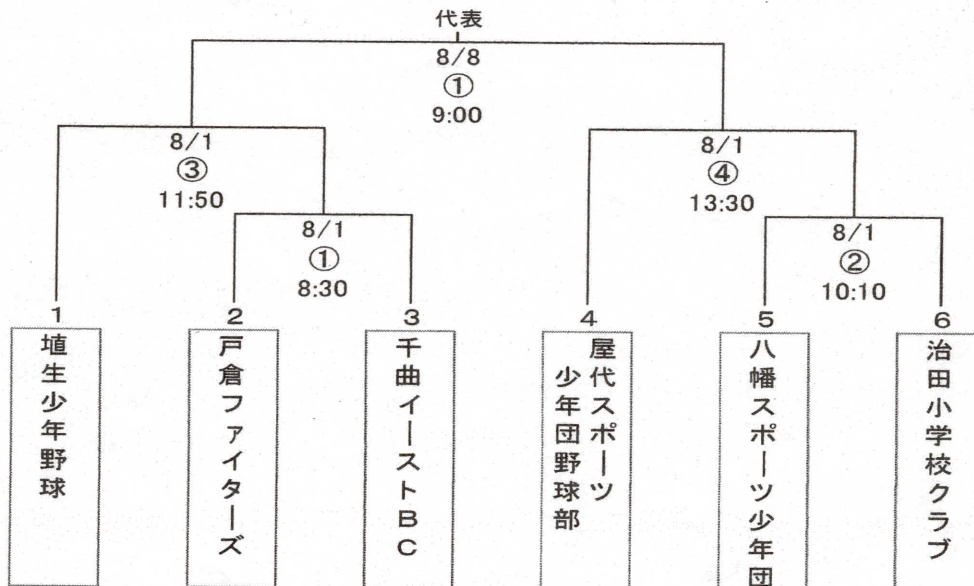 代表
8/8
①
9:00
8/1
③
11:50
8/1
④
13:30
8/1
①
8:30
8/1
②
10:10
1
埴生少年野球
2
戸倉ファイターズ
3
千曲イーストBC
4
屋代スポーツ
少年団野球部
5
八幡スポーツ少年団
6
治田小学校クラブ